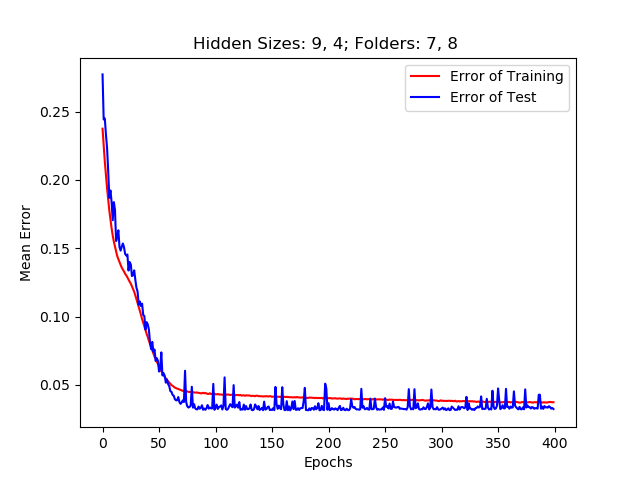 Hidden Sizes: 9, 4; Folders: 7, 8
Error of Training
Error of Test
Mean Error
0.25
0.20
0.15
0.10
0.05
0 50 100 150 200 250 300 350 400
Epochs